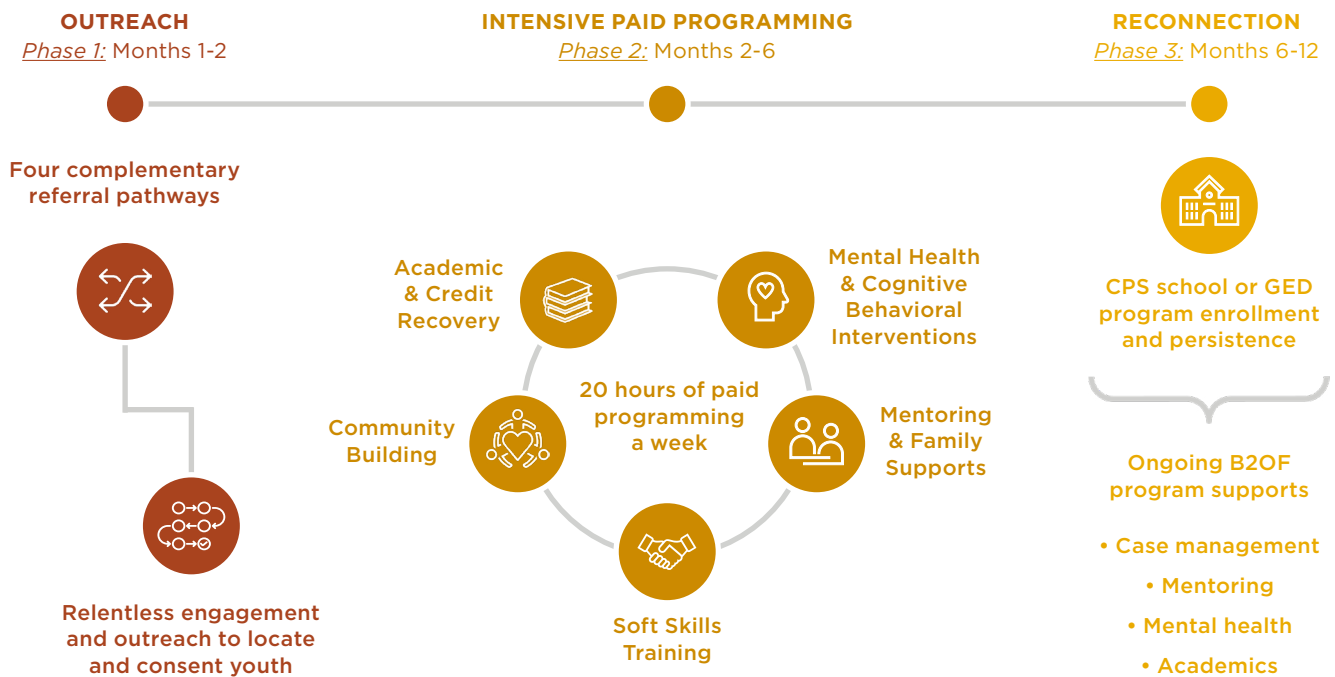 OUTREACH
Phase 1: Months 1-2
Four complementary
referral pathways
Relentless engagement
and outreach to locate
and consent youth
INTENSIVE PAID PROGRAMMING
Phase 2: Months 2-6
Academic
& Credit
Recovery
Mental Health
& Cognitive
Behavioral
Interventions
20 hours of paid
programming
a week
Community
Building
Mentoring
& Family
Supports
Soft Skills
Training
RECONNECTION
Phase 3: Months 6-12
CPS school or GED
program enrollment
and persistence
Ongoing B2OF
program supports
• Case management
• Mentoring
• Mental health
• Academics